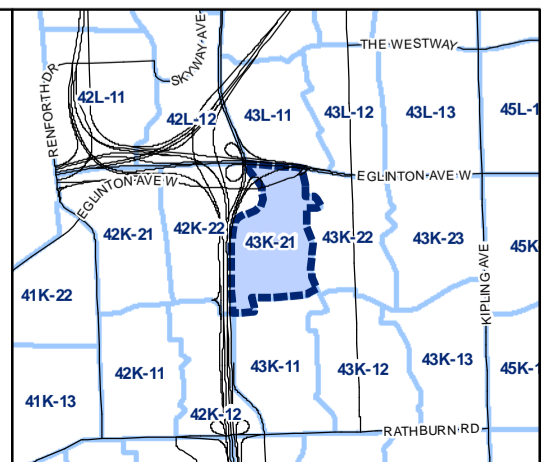 THE WESTWAY
SKYWAY AVE
RENFORTH DR
42L-11
42L-12
43L-11
43L-12
43L-13
45L-1
EGLINTON AVE W
EGLINTON AVE W
42K-21
42K-22
43K-21
43K-22
43K-23
45K
KIPLING AVE
41K-22
42K-11
43K-11
43K-12
43K-13
45K-1
41K-13
42K-12
RATHBURN RD